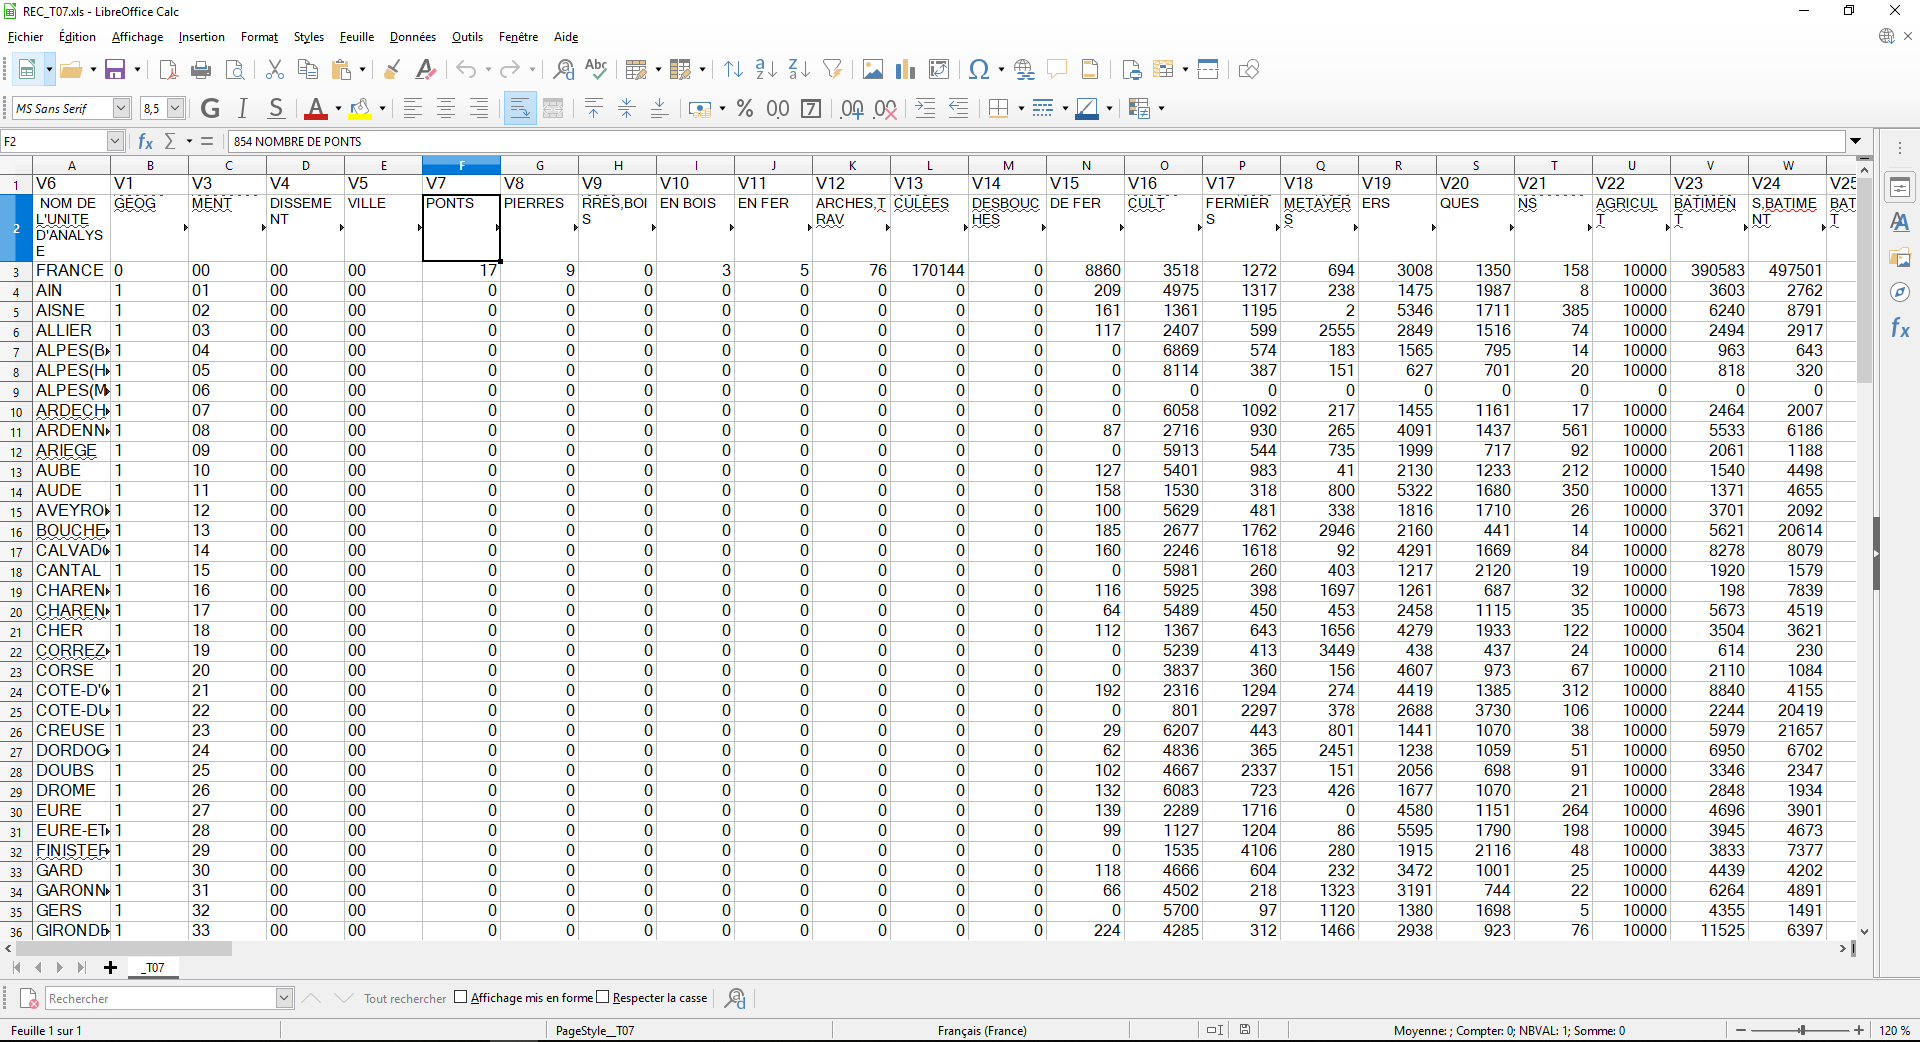 REC_T07.xls - LibreOffice Calc
Fichier Édition Affichage Insertion Format Styles Feuille Données Outils Fenêtre Aide
MS Sans Serif 8,5 G I S
F2 854 NOMBRE DE PONTS
A B C D E F G H I J K L M N O P Q R S T U V W
1 V6 V1 V3 V4 V5 V7 V8 V9 V10 V11 V12 V13 V14 V15 V16 V17 V18 V19 V20 V21 V22 V23 V24 V25
2 NOM DE L'UNITE D'ANALYSE GEOG MENT DISSEMENT VILLE PONTS PIERRES RRES,BOIS EN BOIS EN FER ARCHES,TRAV CULEES DESBOUCHES DE FER CULT FERMIERS METAYERS ERS QUES NS AGRICULT BATIMENT S,BATIMENT BAT T
3 FRANCE 0 00 00 00 17 9 0 3 5 76 170144 0 8860 3518 1272 694 3008 1350 158 10000 390583 497501
4 AIN 1 01 00 00 0 0 0 0 0 0 0 0 209 4975 1317 238 1475 1987 8 10000 3603 2762
5 AISNE 1 02 00 00 0 0 0 0 0 0 0 0 161 1361 1195 2 5346 1711 385 10000 6240 8791
6 ALLIER 1 03 00 00 0 0 0 0 0 0 0 0 117 2407 599 2555 2849 1516 74 10000 2494 2917
7 ALPES(B 1 04 00 00 0 0 0 0 0 0 0 0 0 6869 574 183 1565 795 14 10000 963 643
8 ALPES(H 1 05 00 00 0 0 0 0 0 0 0 0 0 8114 387 151 627 701 20 10000 818 320
9 ALPES(M 1 06 00 00 0 0 0 0 0 0 0 0 0 0 0 0 0 0 0 0 0 0
10 ARDECH 1 07 00 00 0 0 0 0 0 0 0 0 0 6058 1092 217 1455 1161 17 10000 2464 2007
11 ARDENN 1 08 00 00 0 0 0 0 0 0 0 0 87 2716 930 265 4091 1437 561 10000 5533 6186
12 ARIEGE 1 09 00 00 0 0 0 0 0 0 0 0 0 5913 544 735 1999 717 92 10000 2061 1188
13 AUBE 1 10 00 00 0 0 0 0 0 0 0 0 127 5401 983 41 2130 1233 212 10000 1540 4498
14 AUDE 1 11 00 00 0 0 0 0 0 0 0 0 158 1530 318 800 5322 1680 350 10000 1371 4655
15 AVEYRO 1 12 00 00 0 0 0 0 0 0 0 0 100 5629 481 338 1816 1710 26 10000 3701 2092
16 BOUCHE 1 13 00 00 0 0 0 0 0 0 0 0 185 2677 1762 2946 2160 441 14 10000 5621 20614
17 CALVADO 1 14 00 00 0 0 0 0 0 0 0 0 160 2246 1618 92 4291 1669 84 10000 8278 8079
18 CANTAL 1 15 00 00 0 0 0 0 0 0 0 0 0 5981 260 403 1217 2120 19 10000 1920 1579
19 CHAREN 1 16 00 00 0 0 0 0 0 0 0 0 116 5925 398 1697 1261 687 32 10000 198 7839
20 CHAREN 1 17 00 00 0 0 0 0 0 0 0 0 64 5489 450 453 2458 1115 35 10000 5673 4519
21 CHER 1 18 00 00 0 0 0 0 0 0 0 0 112 1367 643 1656 4279 1933 122 10000 3504 3621
22 CORREZ 1 19 00 00 0 0 0 0 0 0 0 0 0 5239 413 3449 438 437 24 10000 614 230
23 CORSE 1 20 00 00 0 0 0 0 0 0 0 0 0 3837 360 156 4607 973 67 10000 2110 1084
24 COTE-D'O 1 21 00 00 0 0 0 0 0 0 0 0 192 2316 1294 274 4419 1385 312 10000 8840 4155
25 COTE-DU 1 22 00 00 0 0 0 0 0 0 0 0 0 801 2297 378 2688 3730 106 10000 2244 20419
26 CREUSE 1 23 00 00 0 0 0 0 0 0 0 0 29 6207 443 801 1441 1070 38 10000 5979 21657
27 DORDOG 1 24 00 00 0 0 0 0 0 0 0 0 62 4836 365 2451 1238 1059 51 10000 6950 6702
28 DOUBS 1 25 00 00 0 0 0 0 0 0 0 0 102 4667 2337 151 2056 698 91 10000 3346 2347
29 DROME 1 26 00 00 0 0 0 0 0 0 0 0 132 6083 723 426 1677 1070 21 10000 2848 1934
30 EURE 1 27 00 00 0 0 0 0 0 0 0 0 139 2289 1716 0 4580 1151 264 10000 4696 3901
31 EURE-ET 1 28 00 00 0 0 0 0 0 0 0 0 99 1127 1204 86 5595 1790 198 10000 3945 4673
32 FINISTER 1 29 00 00 0 0 0 0 0 0 0 0 0 1535 4106 280 1915 2116 48 10000 3833 7377
33 GARD 1 30 00 00 0 0 0 0 0 0 0 0 118 4666 604 232 3472 1001 25 10000 4439 4202
34 GARONN 1 31 00 00 0 0 0 0 0 0 0 0 66 4502 218 1323 3191 744 22 10000 6264 4891
35 GERS 1 32 00 00 0 0 0 0 0 0 0 0 0 5700 97 1120 1380 1698 5 10000 4355 1491
36 GIRONDE 1 33 00 00 0 0 0 0 0 0 0 0 224 4285 312 1466 2938 923 76 10000 11525 6397
_T07
Rechercher Tout rechercher Affichage mis en forme Respecter la casse
Feuille 1 sur 1 PageStyle__T07 Français (France) Moyenne: ; Compter: 0; NBVAL: 1; Somme: 0 120 %